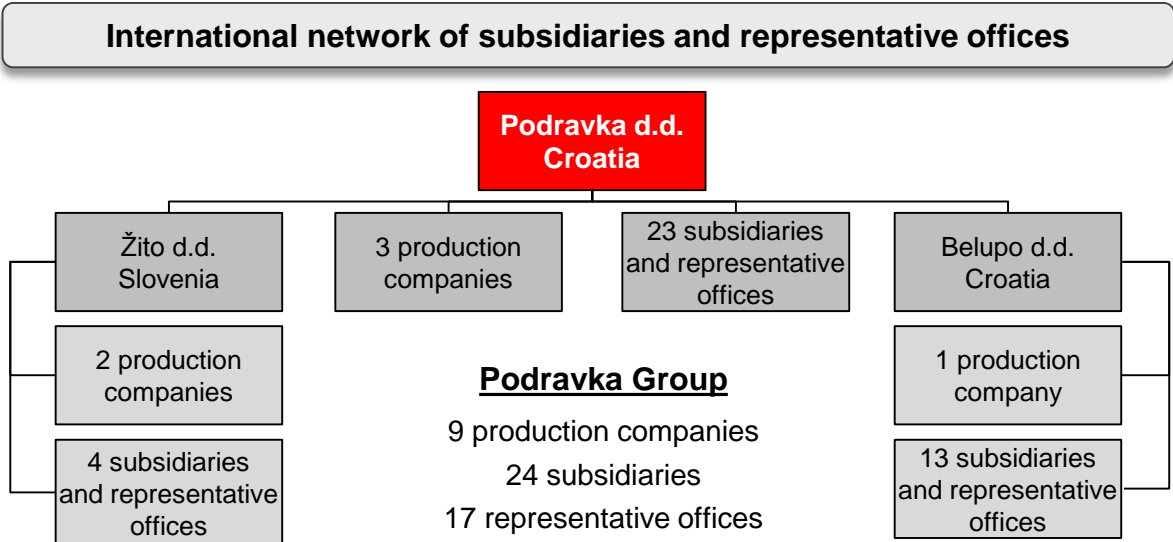 International network of subsidiaries and representative offices
Podravka d.d.
Croatia
Žito d.d.
Slovenia
3 production
companies
23 subsidiaries
and representative
offices
Belupo d.d.
Croatia
2 production
companies
4 subsidiaries
and representative
offices
Podravka Group
9 production companies
24 subsidiaries
17 representative offices
1 production
company
13 subsidiaries
and representative
offices